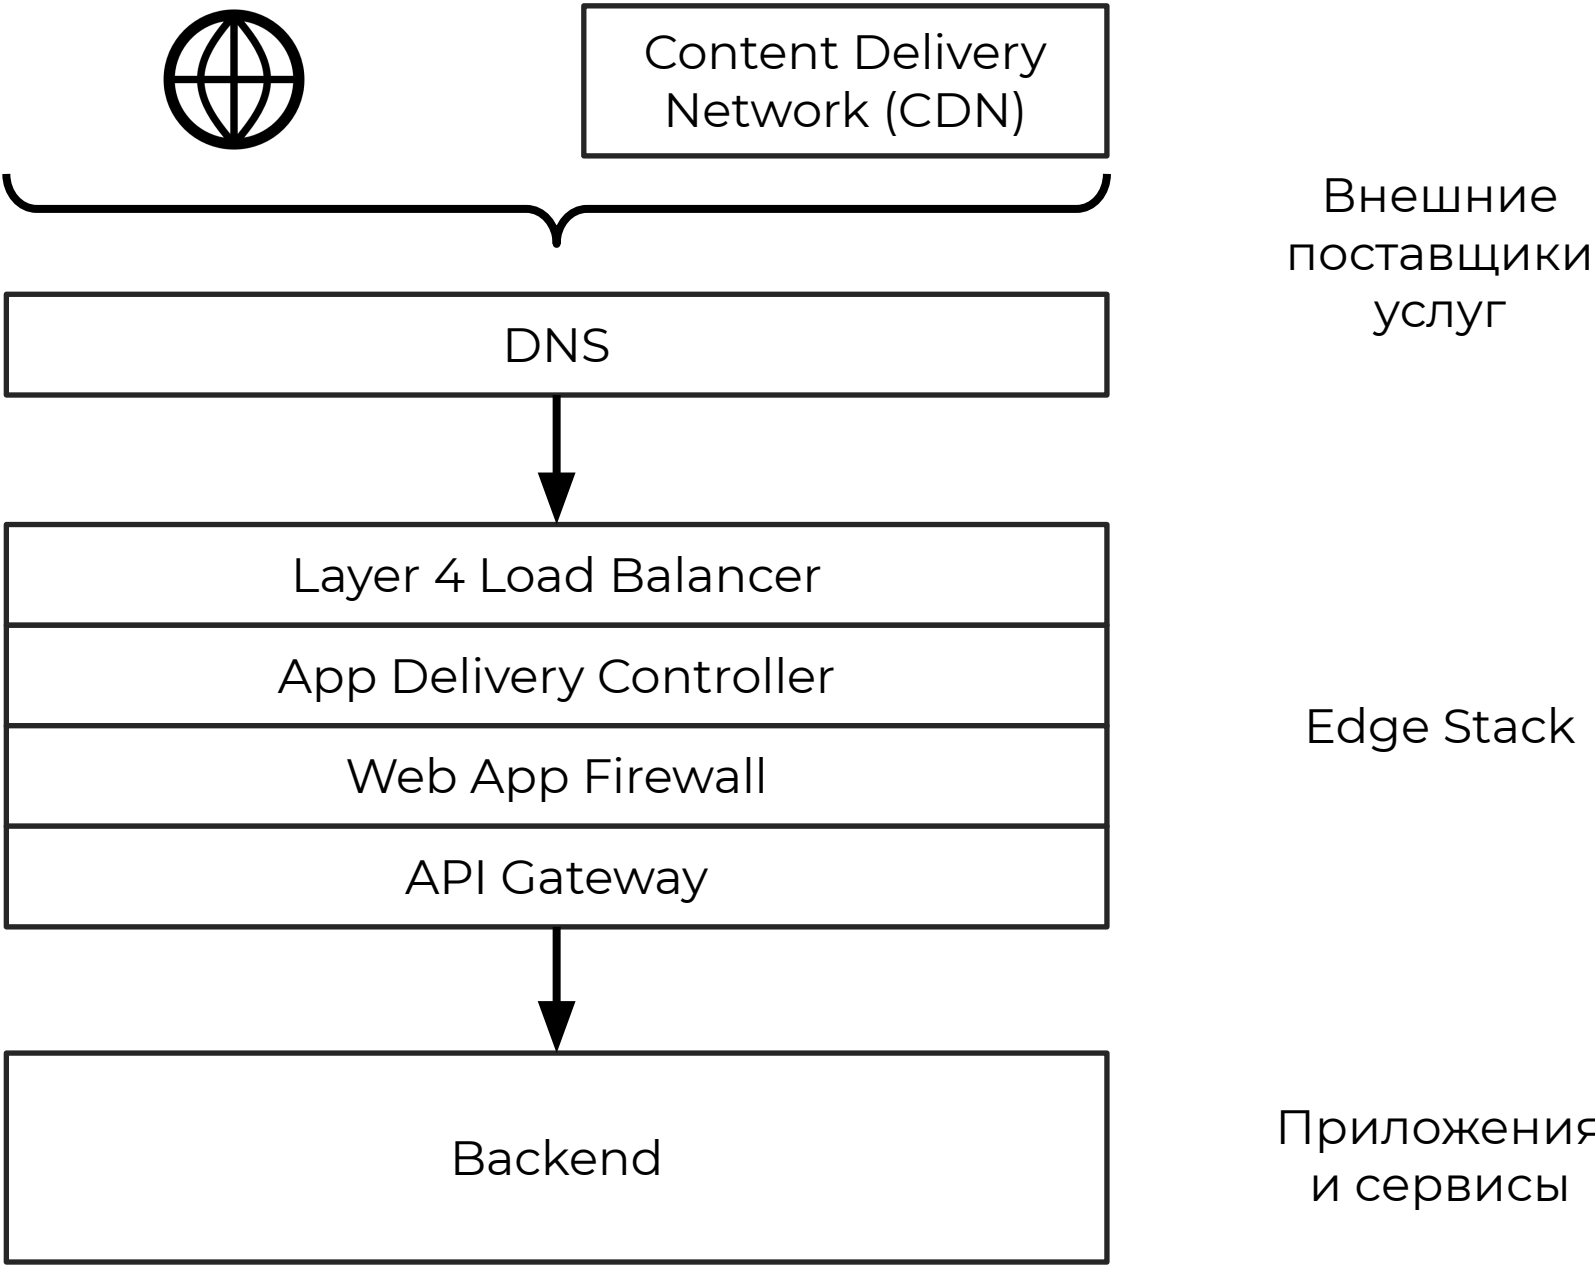 Content Delivery
Network (CDN)
Внешние
поставщики
услуг
DNS
Layer 4 Load Balancer
App Delivery Controller
Web App Firewall
API Gateway
Edge Stack
Backend
Приложения
и сервисы